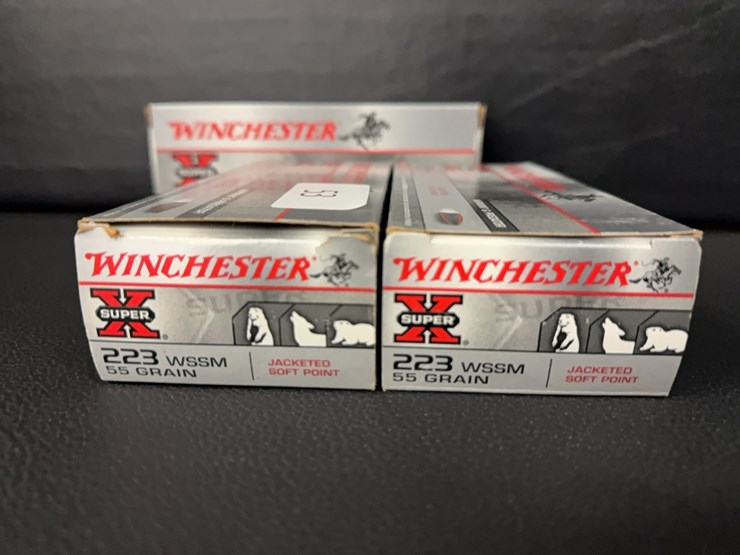 WINCHESTER
X
53
WINCHESTER®
SUPER X®
223 WSSM
55 GRAIN
JACKETED
SOFT POINT
WINCHESTER®
SUPER X®
223 WSSM
55 GRAIN
JACKETED
SOFT POINT